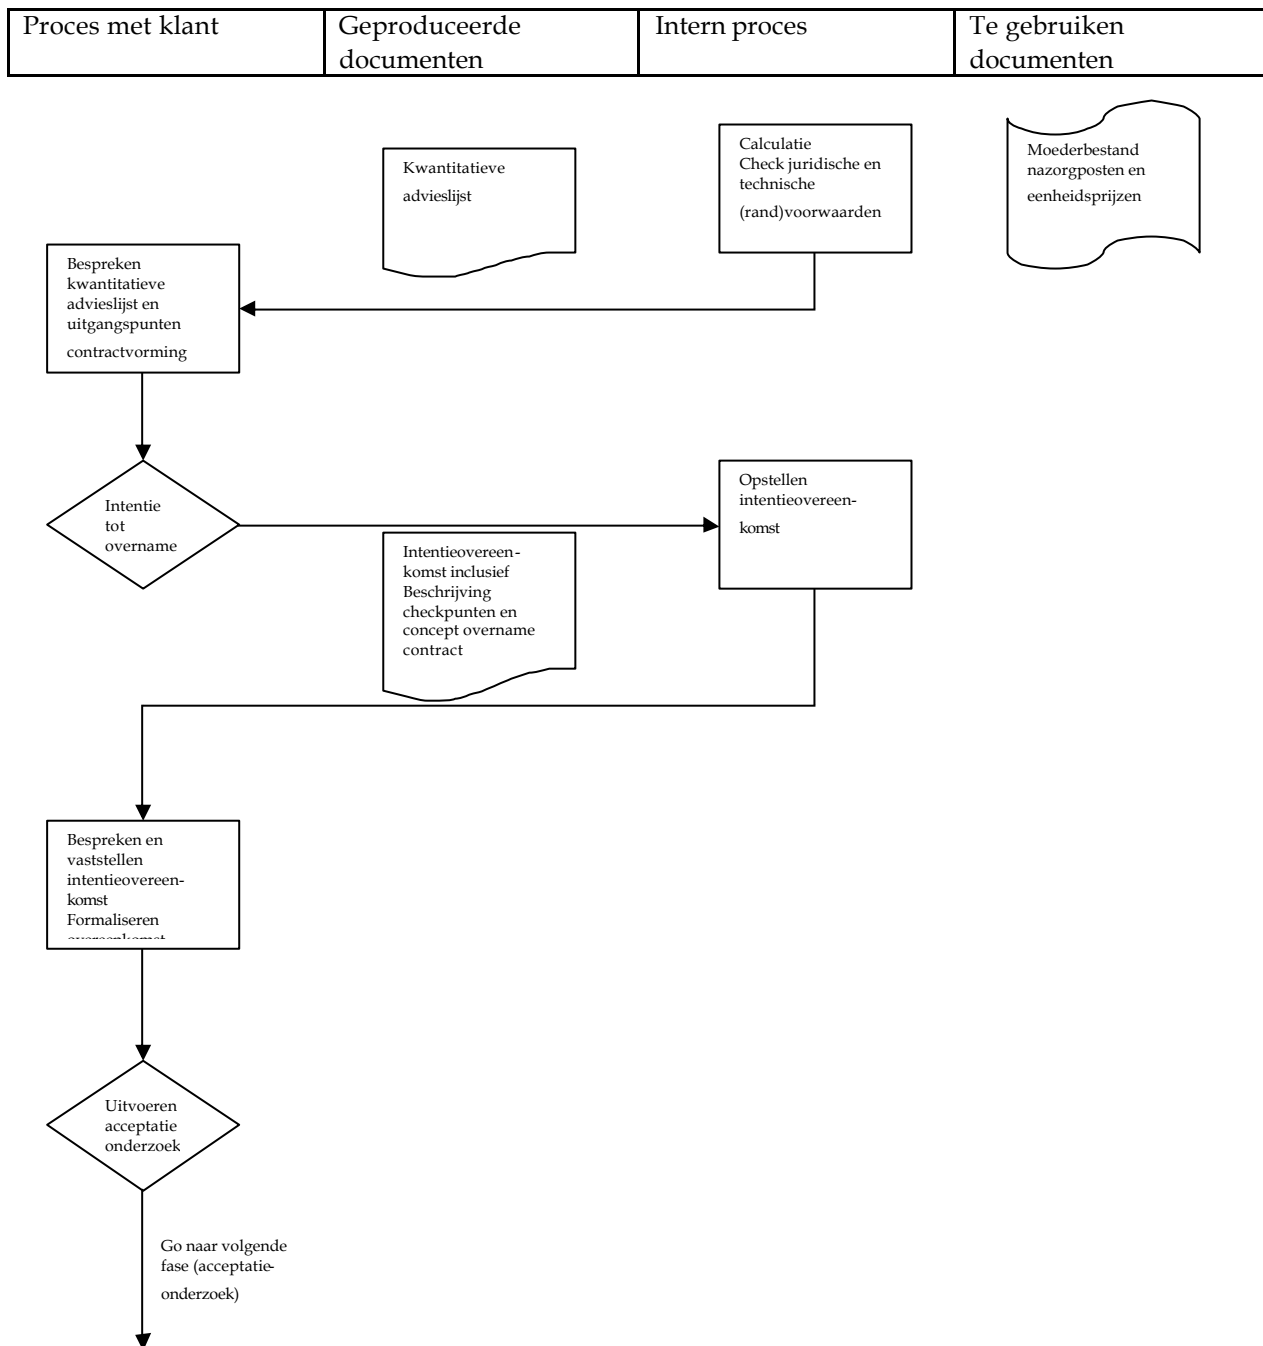 Proces met klant
Geproduceerde
documenten
Intern proces
Te gebruiken
documenten
Kwantitatieve
advieslijst
Calculatie
Check juridische en
technische
(rand)voorwaarden
Moederbestand
nazorgposten en
eenheidsprijzen
Bespreken
kwantitatieve
advieslijst en
uitgangspunten
contractvorming
Intentie
tot
overname
Opstellen
intentieovereen-
komst
Intentieovereen-
komst inclusief
Beschrijving
checkpunten en
concept overname
contract
Bespreken en
vaststellen
intentieovereen-
komst
Formaliseren
overeenkomst
Uitvoeren
acceptatie
onderzoek
Go naar volgende
fase (acceptatie-
onderzoek)